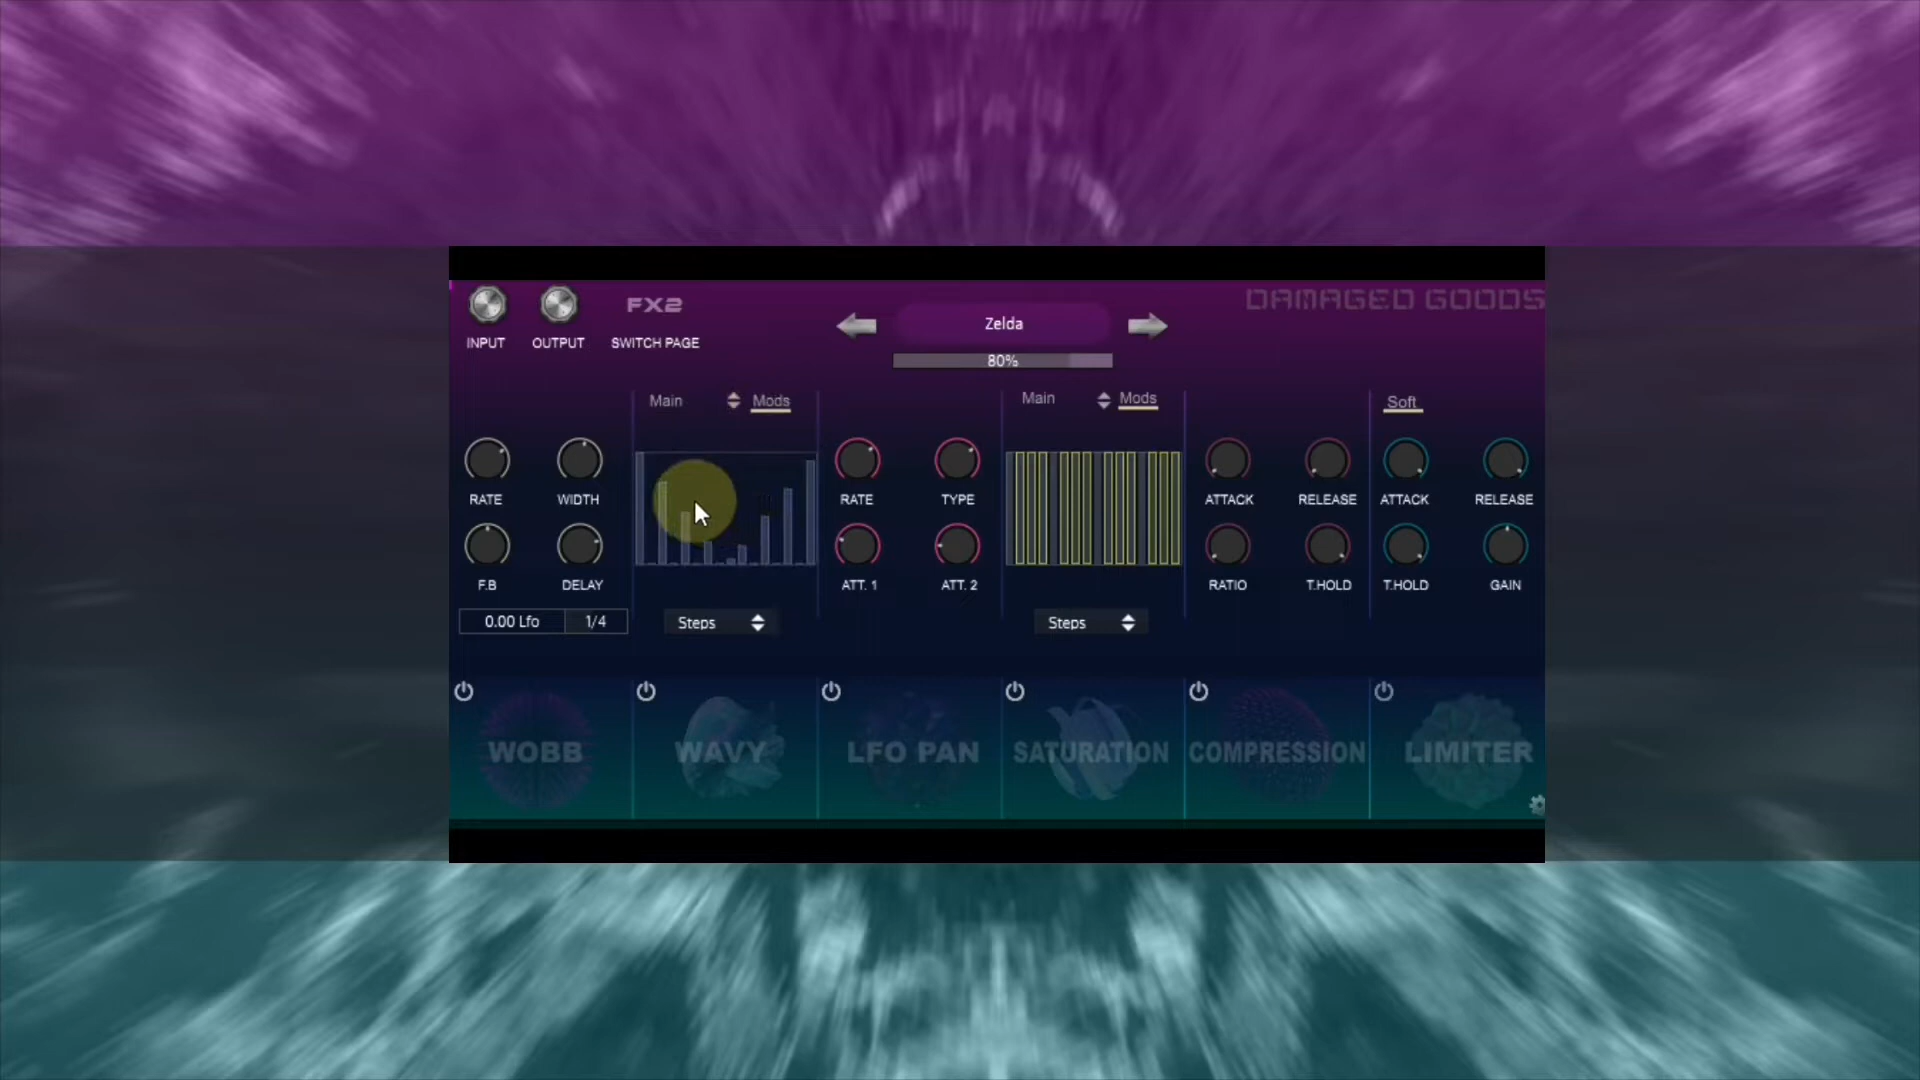 DAMAGED GOODS
FX2
Zelda
INPUT OUTPUT SWITCH PAGE
80%
Main Mods Main Mods Soft
RATE WIDTH RATE TYPE ATTACK RELEASE ATTACK RELEASE
F.B DELAY ATT. 1 ATT. 2 RATIO T.HOLD T.HOLD GAIN
0.00 Lfo 1/4 Steps Steps
WOBB WAVY LFO PAN SATURATION COMPRESSION LIMITER